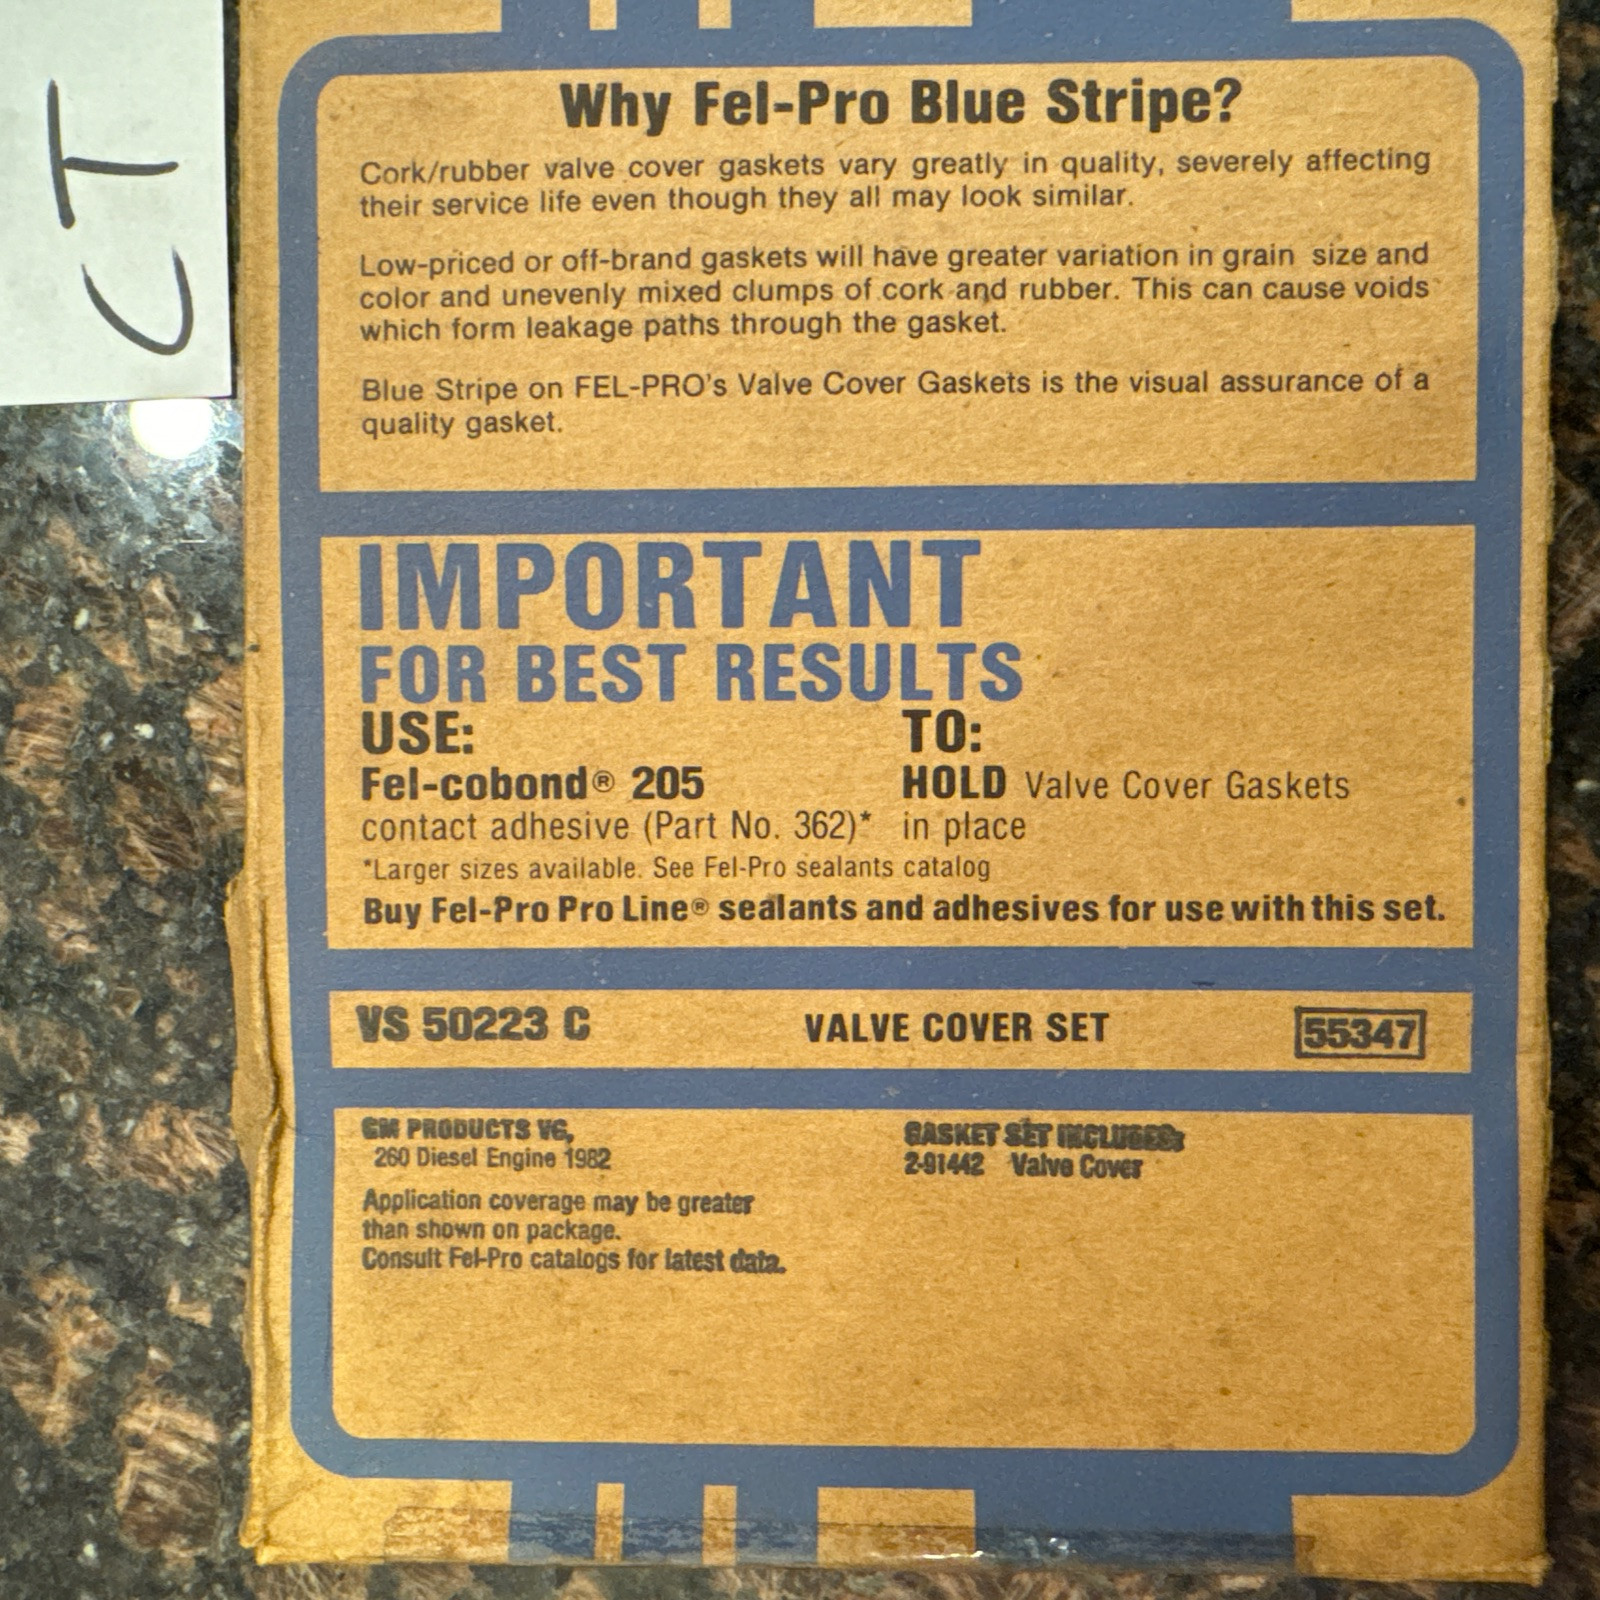 CT
Why Fel-Pro Blue Stripe?
Cork/rubber valve cover gaskets vary greatly in quality, severely affecting
their service life even though they all may look similar.
Low-priced or off-brand gaskets will have greater variation in grain size and
color and unevenly mixed clumps of cork and rubber. This can cause voids
which form leakage paths through the gasket.
Blue Stripe on FEL-PRO's Valve Cover Gaskets is the visual assurance of a
quality gasket.
IMPORTANT
FOR BEST RESULTS
USE:
Fel-cobond® 205
contact adhesive (Part No. 362)*
TO:
HOLD Valve Cover Gaskets
in place
*Larger sizes available. See Fel-Pro sealants catalog
Buy Fel-Pro Pro Line® sealants and adhesives for use with this set.
VS 50223 C VALVE COVER SET 55347
GM PRODUCTS V6,
260 Diesel Engine 1982
Application coverage may be greater
than shown on package.
Consult Fel-Pro catalogs for latest data.
GASKET SET INCLUDES:
2-91442 Valve Cover